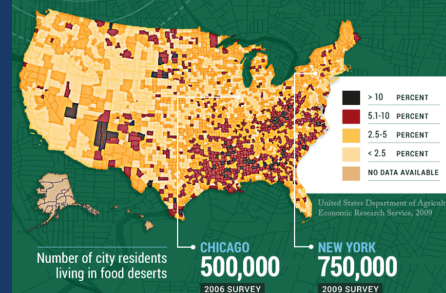 > 10 PERCENT
5.1-10 PERCENT
2.5-5 PERCENT
< 2.5 PERCENT
NO DATA AVAILABLE
United States Department of Agricult
Economic Research Service, 2009
Number of city residents
living in food deserts
CHICAGO
500,000
2006 SURVEY
NEW YORK
750,000
2009 SURVEY